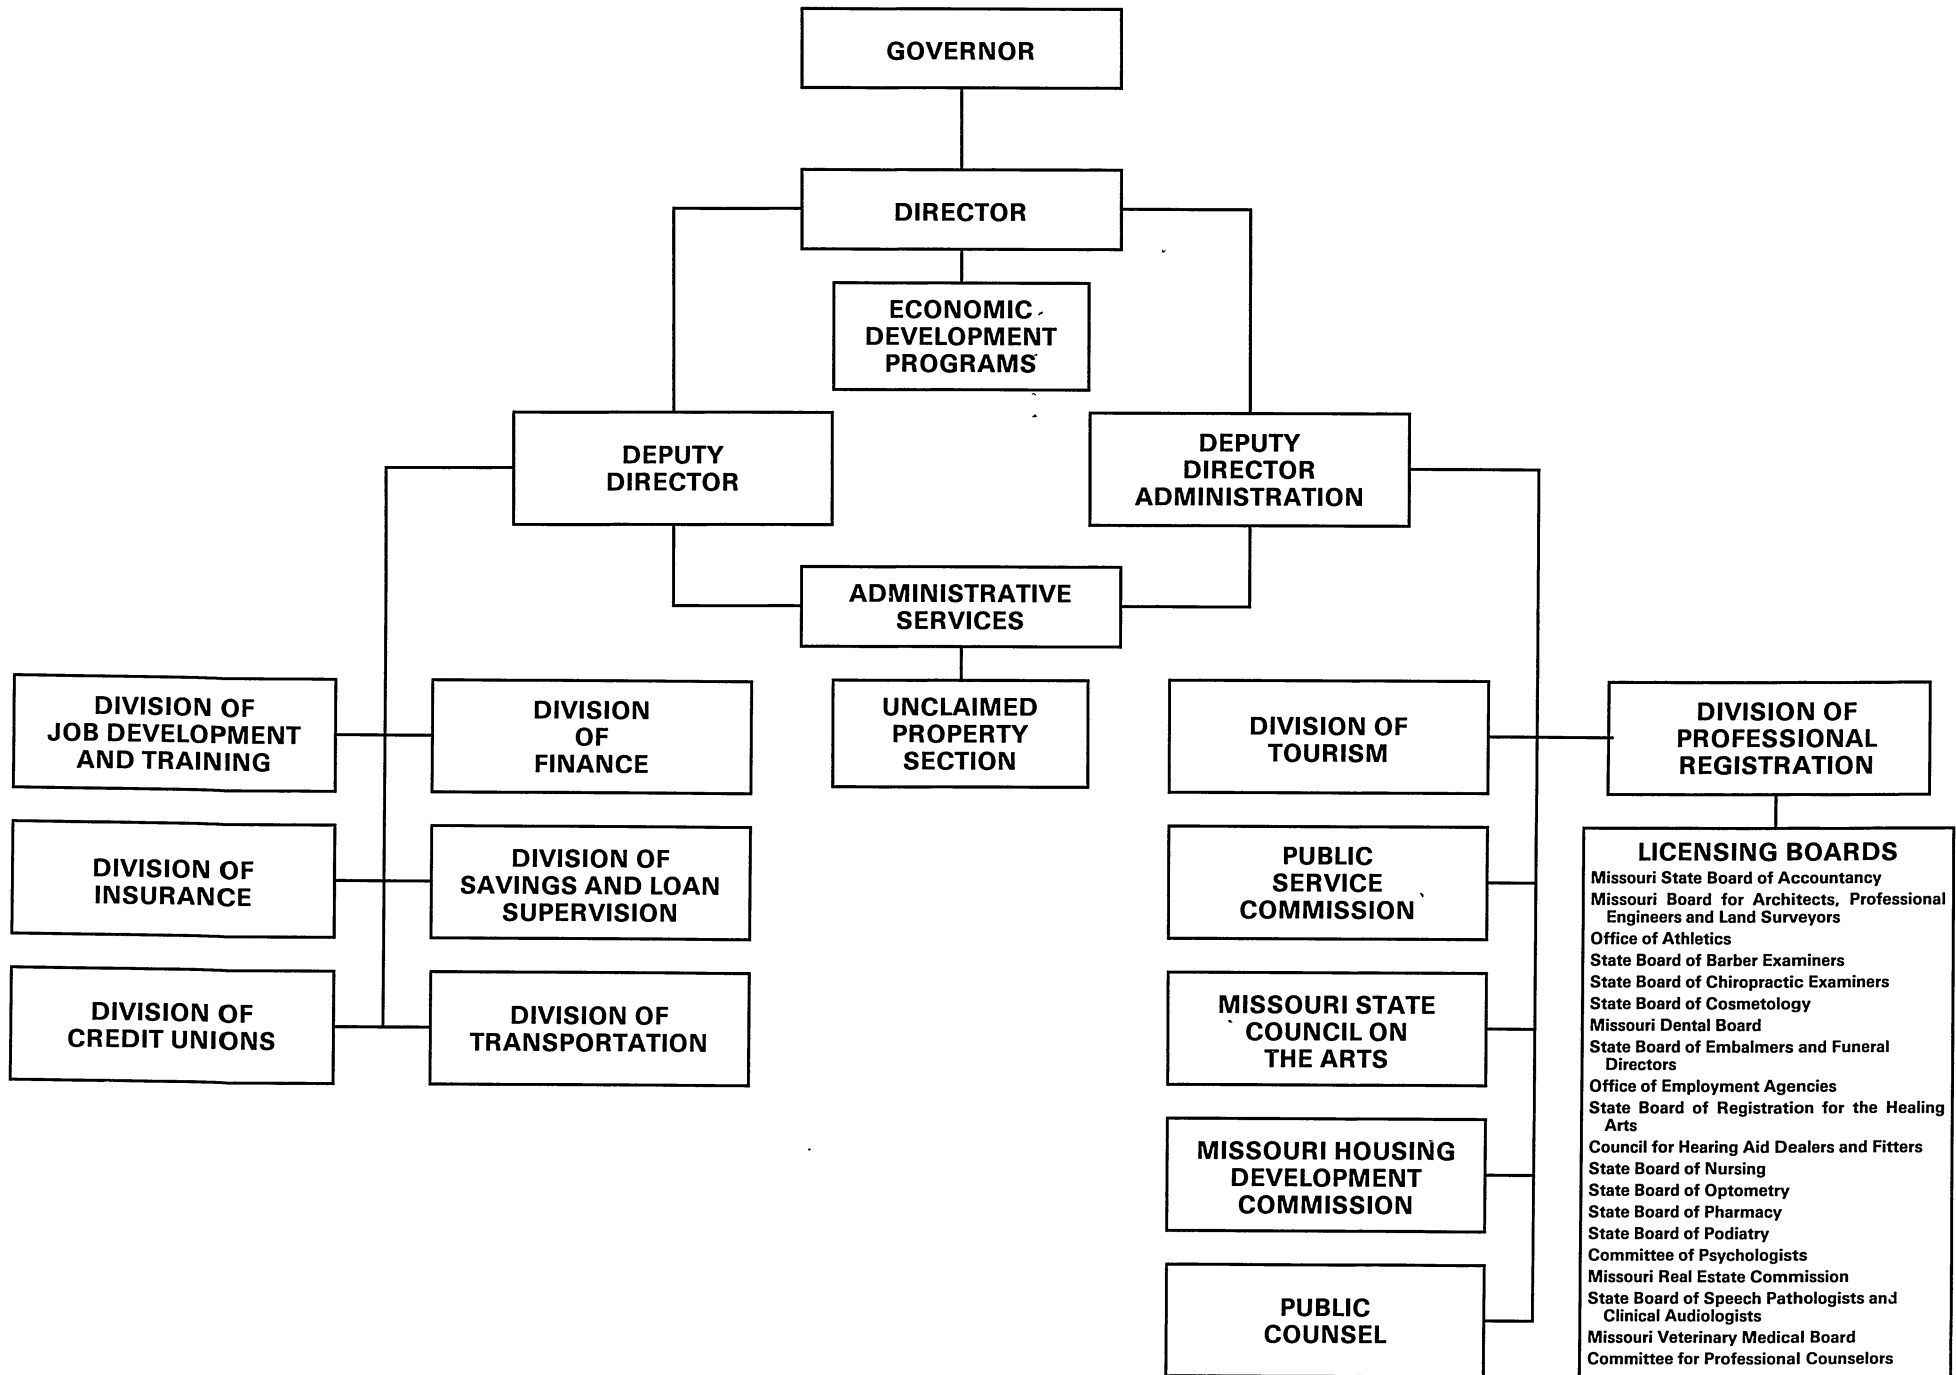 GOVERNOR
DIRECTOR
ECONOMIC
DEVELOPMENT
PROGRAMS
DEPUTY
DIRECTOR
DEPUTY
DIRECTOR
ADMINISTRATION
ADMINISTRATIVE
SERVICES
UNCLAIMED
PROPERTY
SECTION
DIVISION OF
JOB DEVELOPMENT
AND TRAINING
DIVISION
OF
FINANCE
DIVISION OF
INSURANCE
DIVISION OF
SAVINGS AND LOAN
SUPERVISION
DIVISION OF
CREDIT UNIONS
DIVISION OF
TRANSPORTATION
DIVISION OF
TOURISM
PUBLIC
SERVICE
COMMISSION
MISSOURI STATE
COUNCIL ON
THE ARTS
MISSOURI HOUSING
DEVELOPMENT
COMMISSION
PUBLIC
COUNSEL
DIVISION OF
PROFESSIONAL
REGISTRATION
LICENSING BOARDS
Missouri State Board of Accountancy
Missouri Board for Architects, Professional
Engineers and Land Surveyors
Office of Athletics
State Board of Barber Examiners
State Board of Chiropractic Examiners
State Board of Cosmetology
Missouri Dental Board
State Board of Embalmers and Funeral
Directors
Office of Employment Agencies
State Board of Registration for the Healing
Arts
Council for Hearing Aid Dealers and Fitters
State Board of Nursing
State Board of Optometry
State Board of Pharmacy
State Board of Podiatry
Committee of Psychologists
Missouri Real Estate Commission
State Board of Speech Pathologists and
Clinical Audiologists
Missouri Veterinary Medical Board
Committee for Professional Counselors